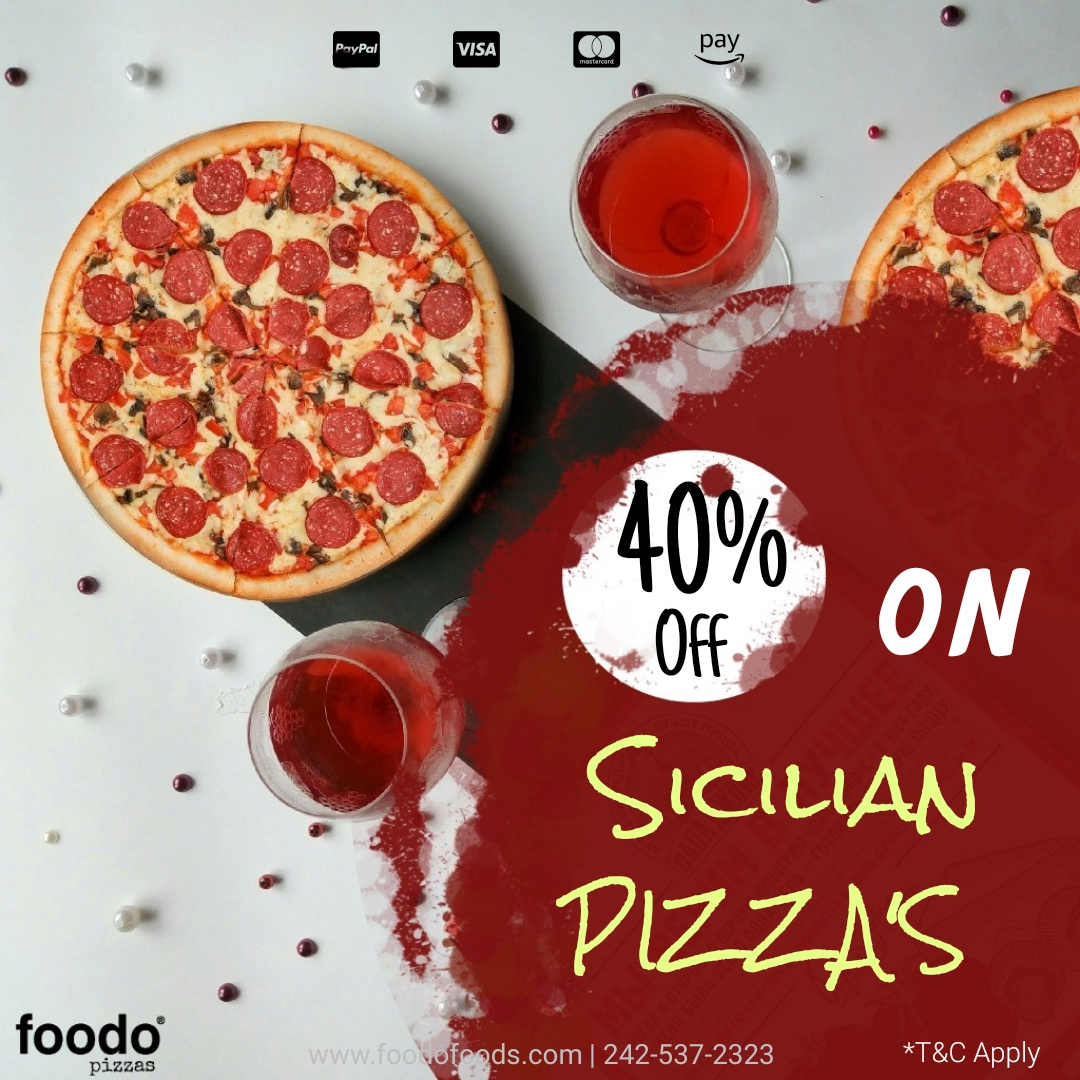 PayPal VISA mastercard pay
40%
Off
ON
SICILIAN
PIZZA'S
foodo®
pizzas
www.foodofoods.com | 242-537-2323
*T&C Apply